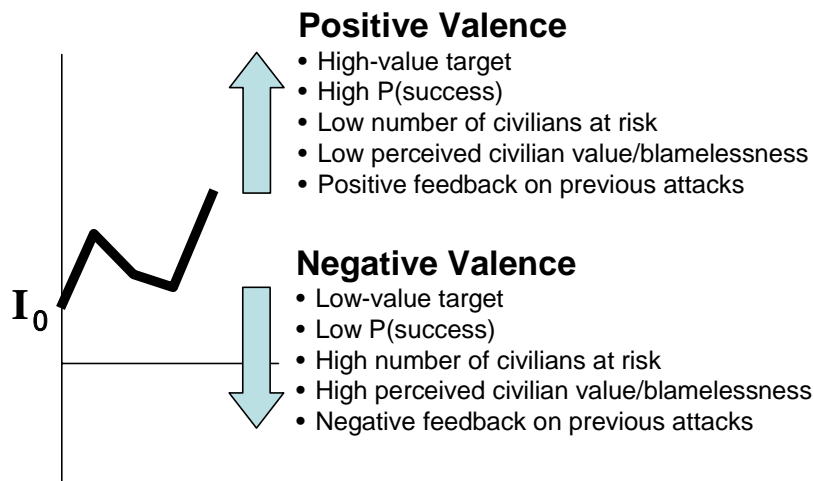 Positive Valence
• High-value target
• High P(success)
• Low number of civilians at risk
• Low perceived civilian value/blamelessness
• Positive feedback on previous attacks
I0
Negative Valence
• Low-value target
• Low P(success)
• High number of civilians at risk
• High perceived civilian value/blamelessness
• Negative feedback on previous attacks